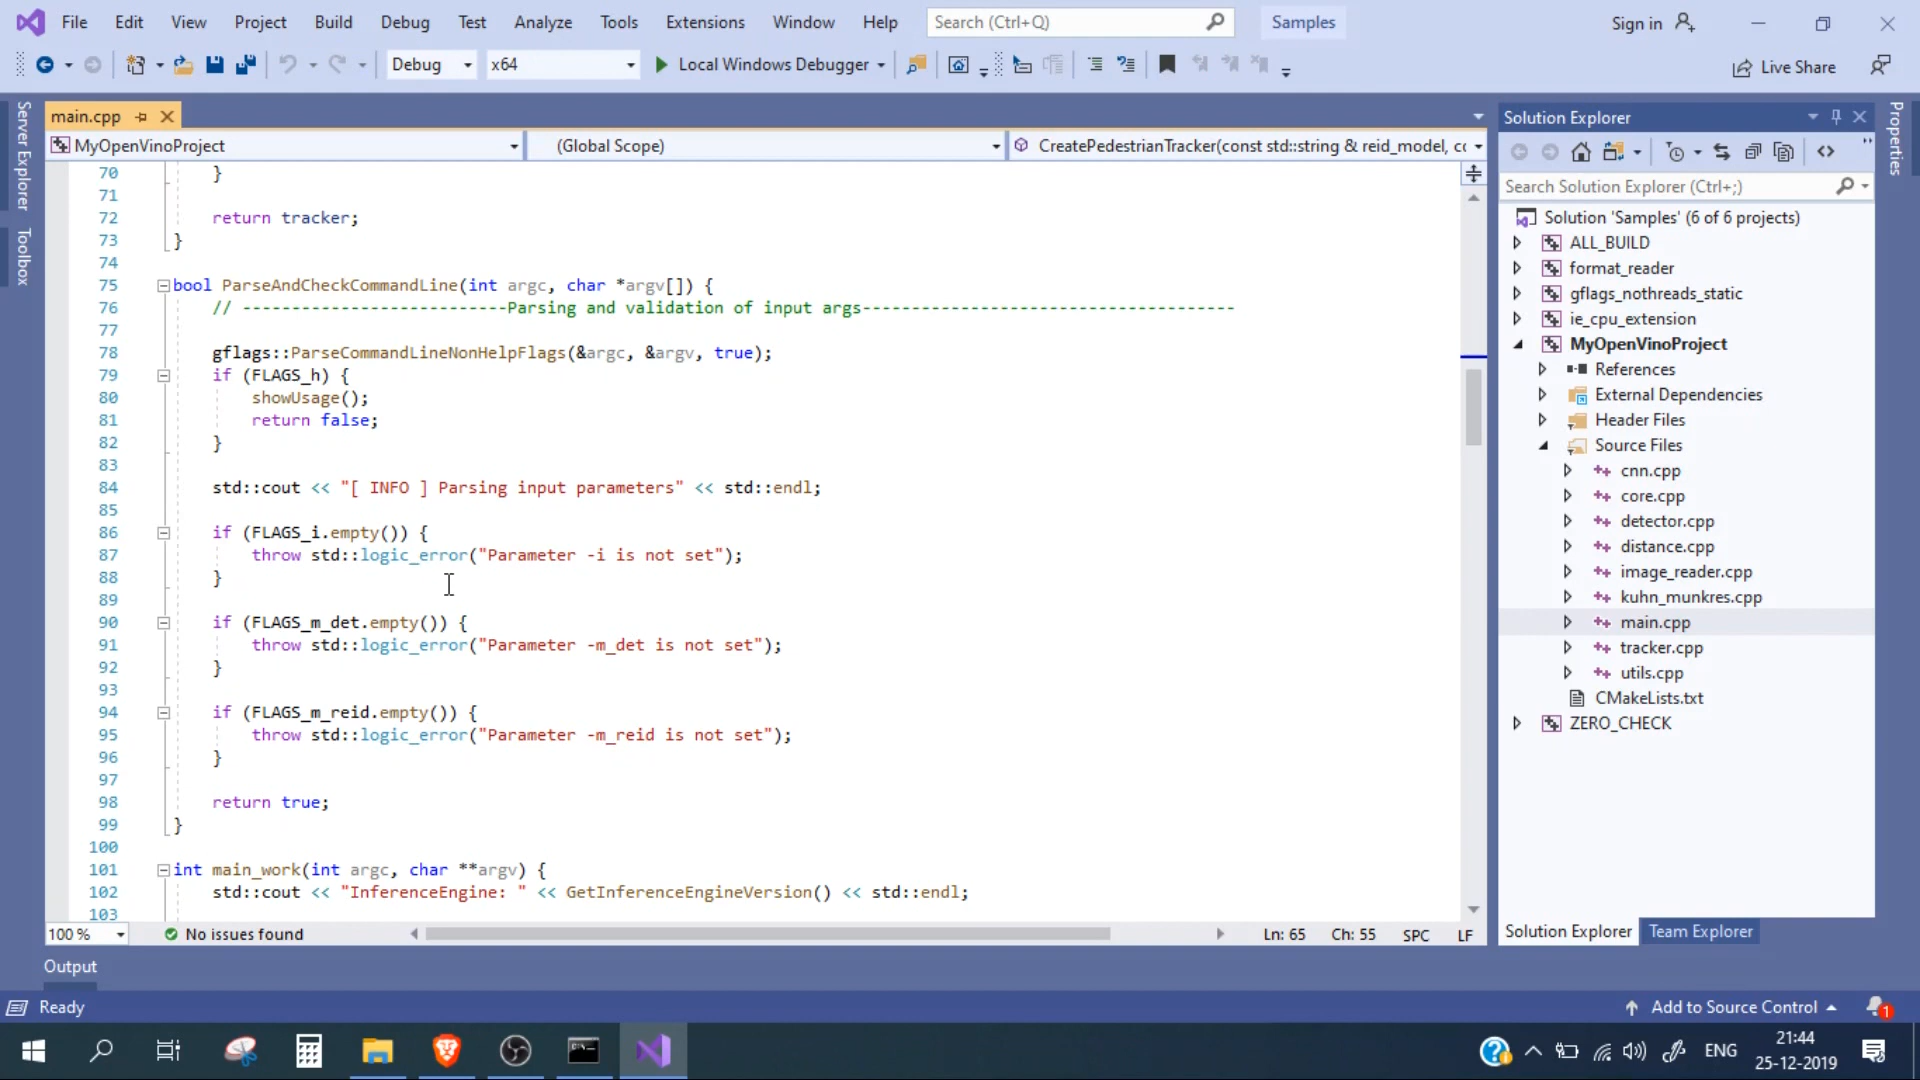 File Edit View Project Build Debug Test Analyze Tools Extensions Window Help Search (Ctrl+Q) Samples Sign in
Debug x64 Local Windows Debugger Live Share
Server Explorer
Toolbox
main.cpp
MyOpenVinoProject (Global Scope) CreatePedestrianTracker(const std::string & reid_model, cc
70 }
71
72 return tracker;
73 }
74
75 bool ParseAndCheckCommandLine(int argc, char *argv[]) {
76 // ---------------------------Parsing and validation of input args--------------------------------------
77
78 gflags::ParseCommandLineNonHelpFlags(&argc, &argv, true);
79 if (FLAGS_h) {
80 showUsage();
81 return false;
82 }
83
84 std::cout << "[ INFO ] Parsing input parameters" << std::endl;
85
86 if (FLAGS_i.empty()) {
87 throw std::logic_error("Parameter -i is not set");
88 }
89
90 if (FLAGS_m_det.empty()) {
91 throw std::logic_error("Parameter -m_det is not set");
92 }
93
94 if (FLAGS_m_reid.empty()) {
95 throw std::logic_error("Parameter -m_reid is not set");
96 }
97
98 return true;
99 }
100
101 int main_work(int argc, char **argv) {
102 std::cout << "InferenceEngine: " << GetInferenceEngineVersion() << std::endl;
103
100 % No issues found Ln: 65 Ch: 55 SPC LF
Solution Explorer
Search Solution Explorer (Ctrl+;)
Solution 'Samples' (6 of 6 projects)
ALL_BUILD
format_reader
gflags_nothreads_static
ie_cpu_extension
MyOpenVinoProject
References
External Dependencies
Header Files
Source Files
cnn.cpp
core.cpp
detector.cpp
distance.cpp
image_reader.cpp
kuhn_munkres.cpp
main.cpp
tracker.cpp
utils.cpp
CMakeLists.txt
ZERO_CHECK
Solution Explorer Team Explorer
Properties
Output
Ready Add to Source Control 1
ENG 21:44
25-12-2019